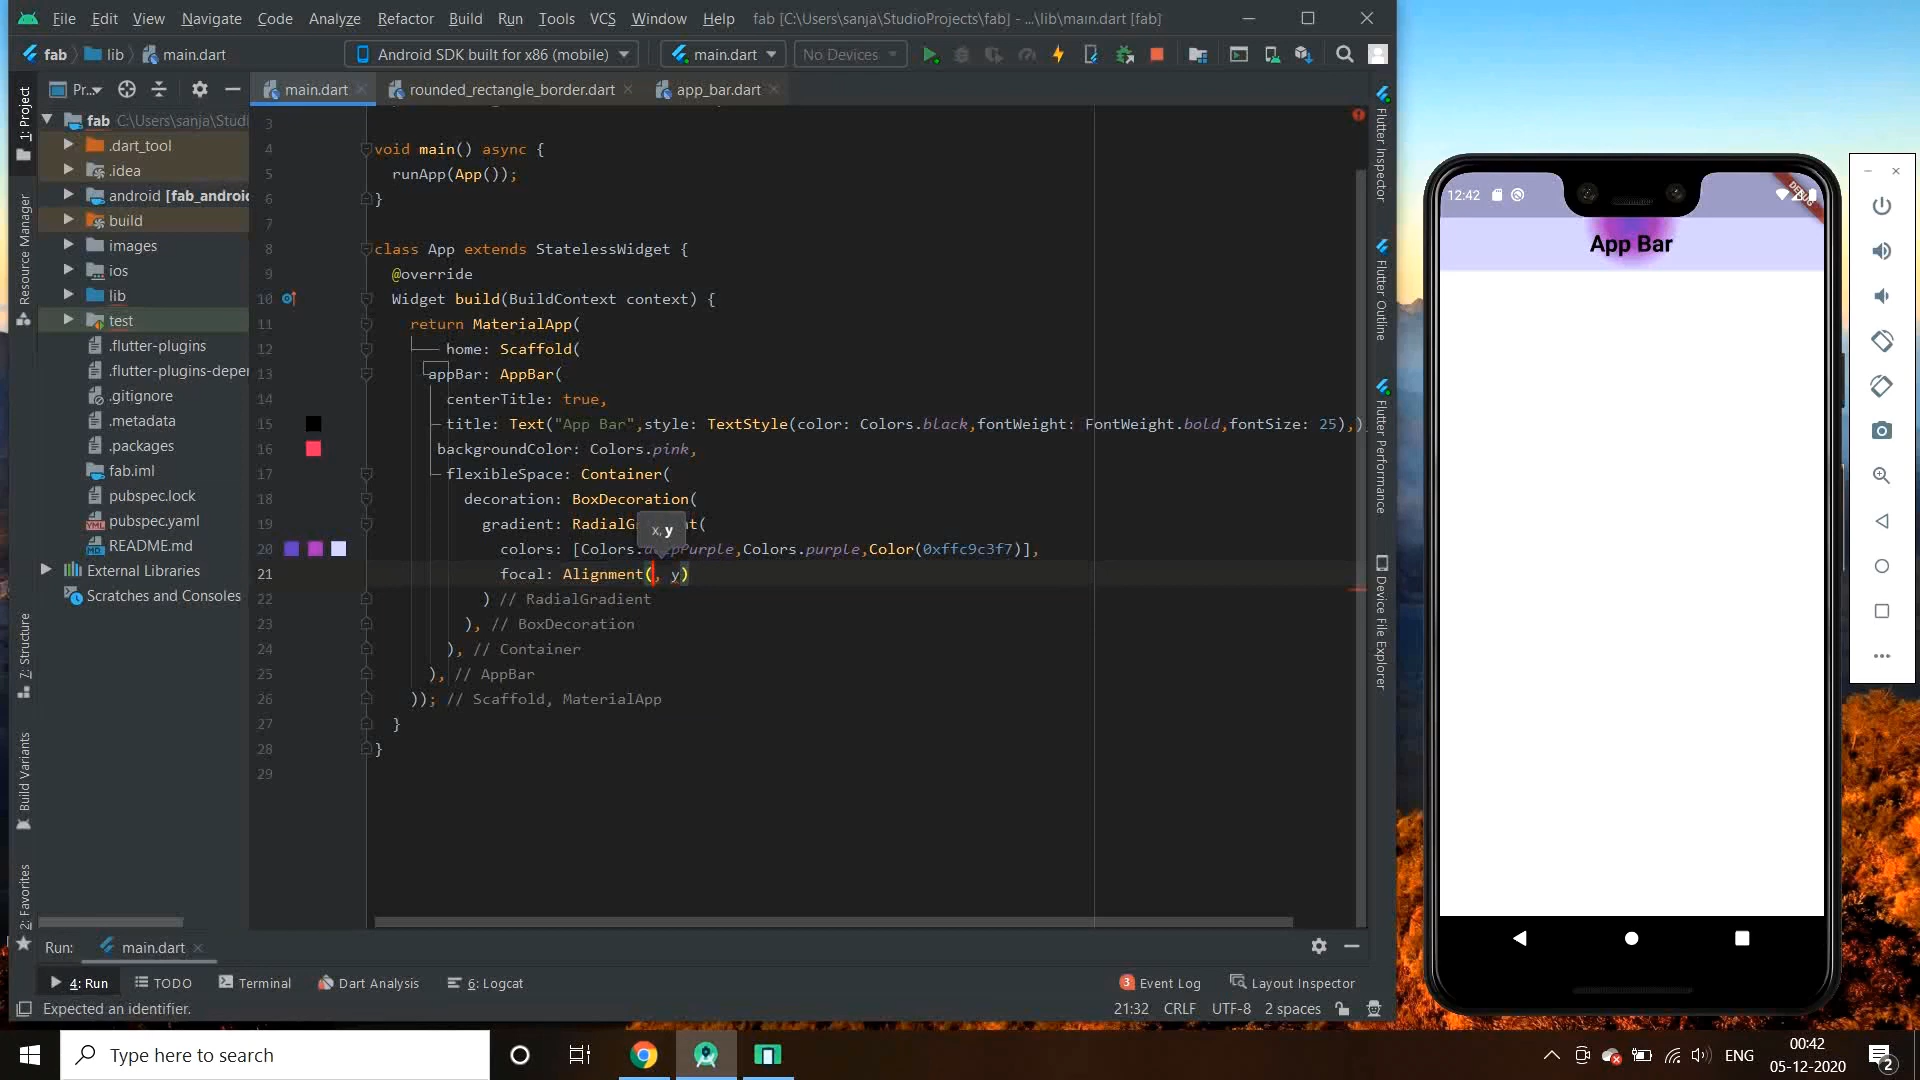 File Edit View Navigate Code Analyze Refactor Build Run Tools VCS Window Help fab [C:\Users\sanja\StudioProjects\fab] - ...\lib\main.dart [fab]
fab lib main.dart Android SDK built for x86 (mobile) main.dart No Devices
Pr... main.dart rounded_rectangle_border.dart app_bar.dart
1: Project
Resource Manager
7: Structure
Build Variants
2: Favorites
fab C:\Users\sanja\Studi
.dart_tool
.idea
android [fab_android
build
images
ios
lib
test
.flutter-plugins
.flutter-plugins-deper
.gitignore
.metadata
.packages
fab.iml
pubspec.lock
pubspec.yaml
README.md
External Libraries
Scratches and Consoles
3
4 void main() async {
5 runApp(App());
6 }
7
8 class App extends StatelessWidget {
9 @override
10 Widget build(BuildContext context) {
11 return MaterialApp(
12 home: Scaffold(
13 appBar: AppBar(
14 centerTitle: true,
15 title: Text("App Bar",style: TextStyle(color: Colors.black,fontWeight: FontWeight.bold,fontSize: 25),)
16 backgroundColor: Colors.pink,
17 flexibleSpace: Container(
18 decoration: BoxDecoration(
19 gradient: RadialG t(
x, y
20 colors: [Colors.deepPurple,Colors.purple,Color(0xffc9c3f7)],
21 focal: Alignment(, y)
22 ) // RadialGradient
23 ), // BoxDecoration
24 ), // Container
25 ), // AppBar
26 )); // Scaffold, MaterialApp
27 }
28 }
29
Flutter Inspector
Flutter Outline
Flutter Performance
Device File Explorer
12:42
DEBUG
App Bar
Run: main.dart
4: Run TODO Terminal Dart Analysis 6: Logcat 3 Event Log Layout Inspector
Expected an identifier. 21:32 CRLF UTF-8 2 spaces
Type here to search
ENG
00:42
05-12-2020
2